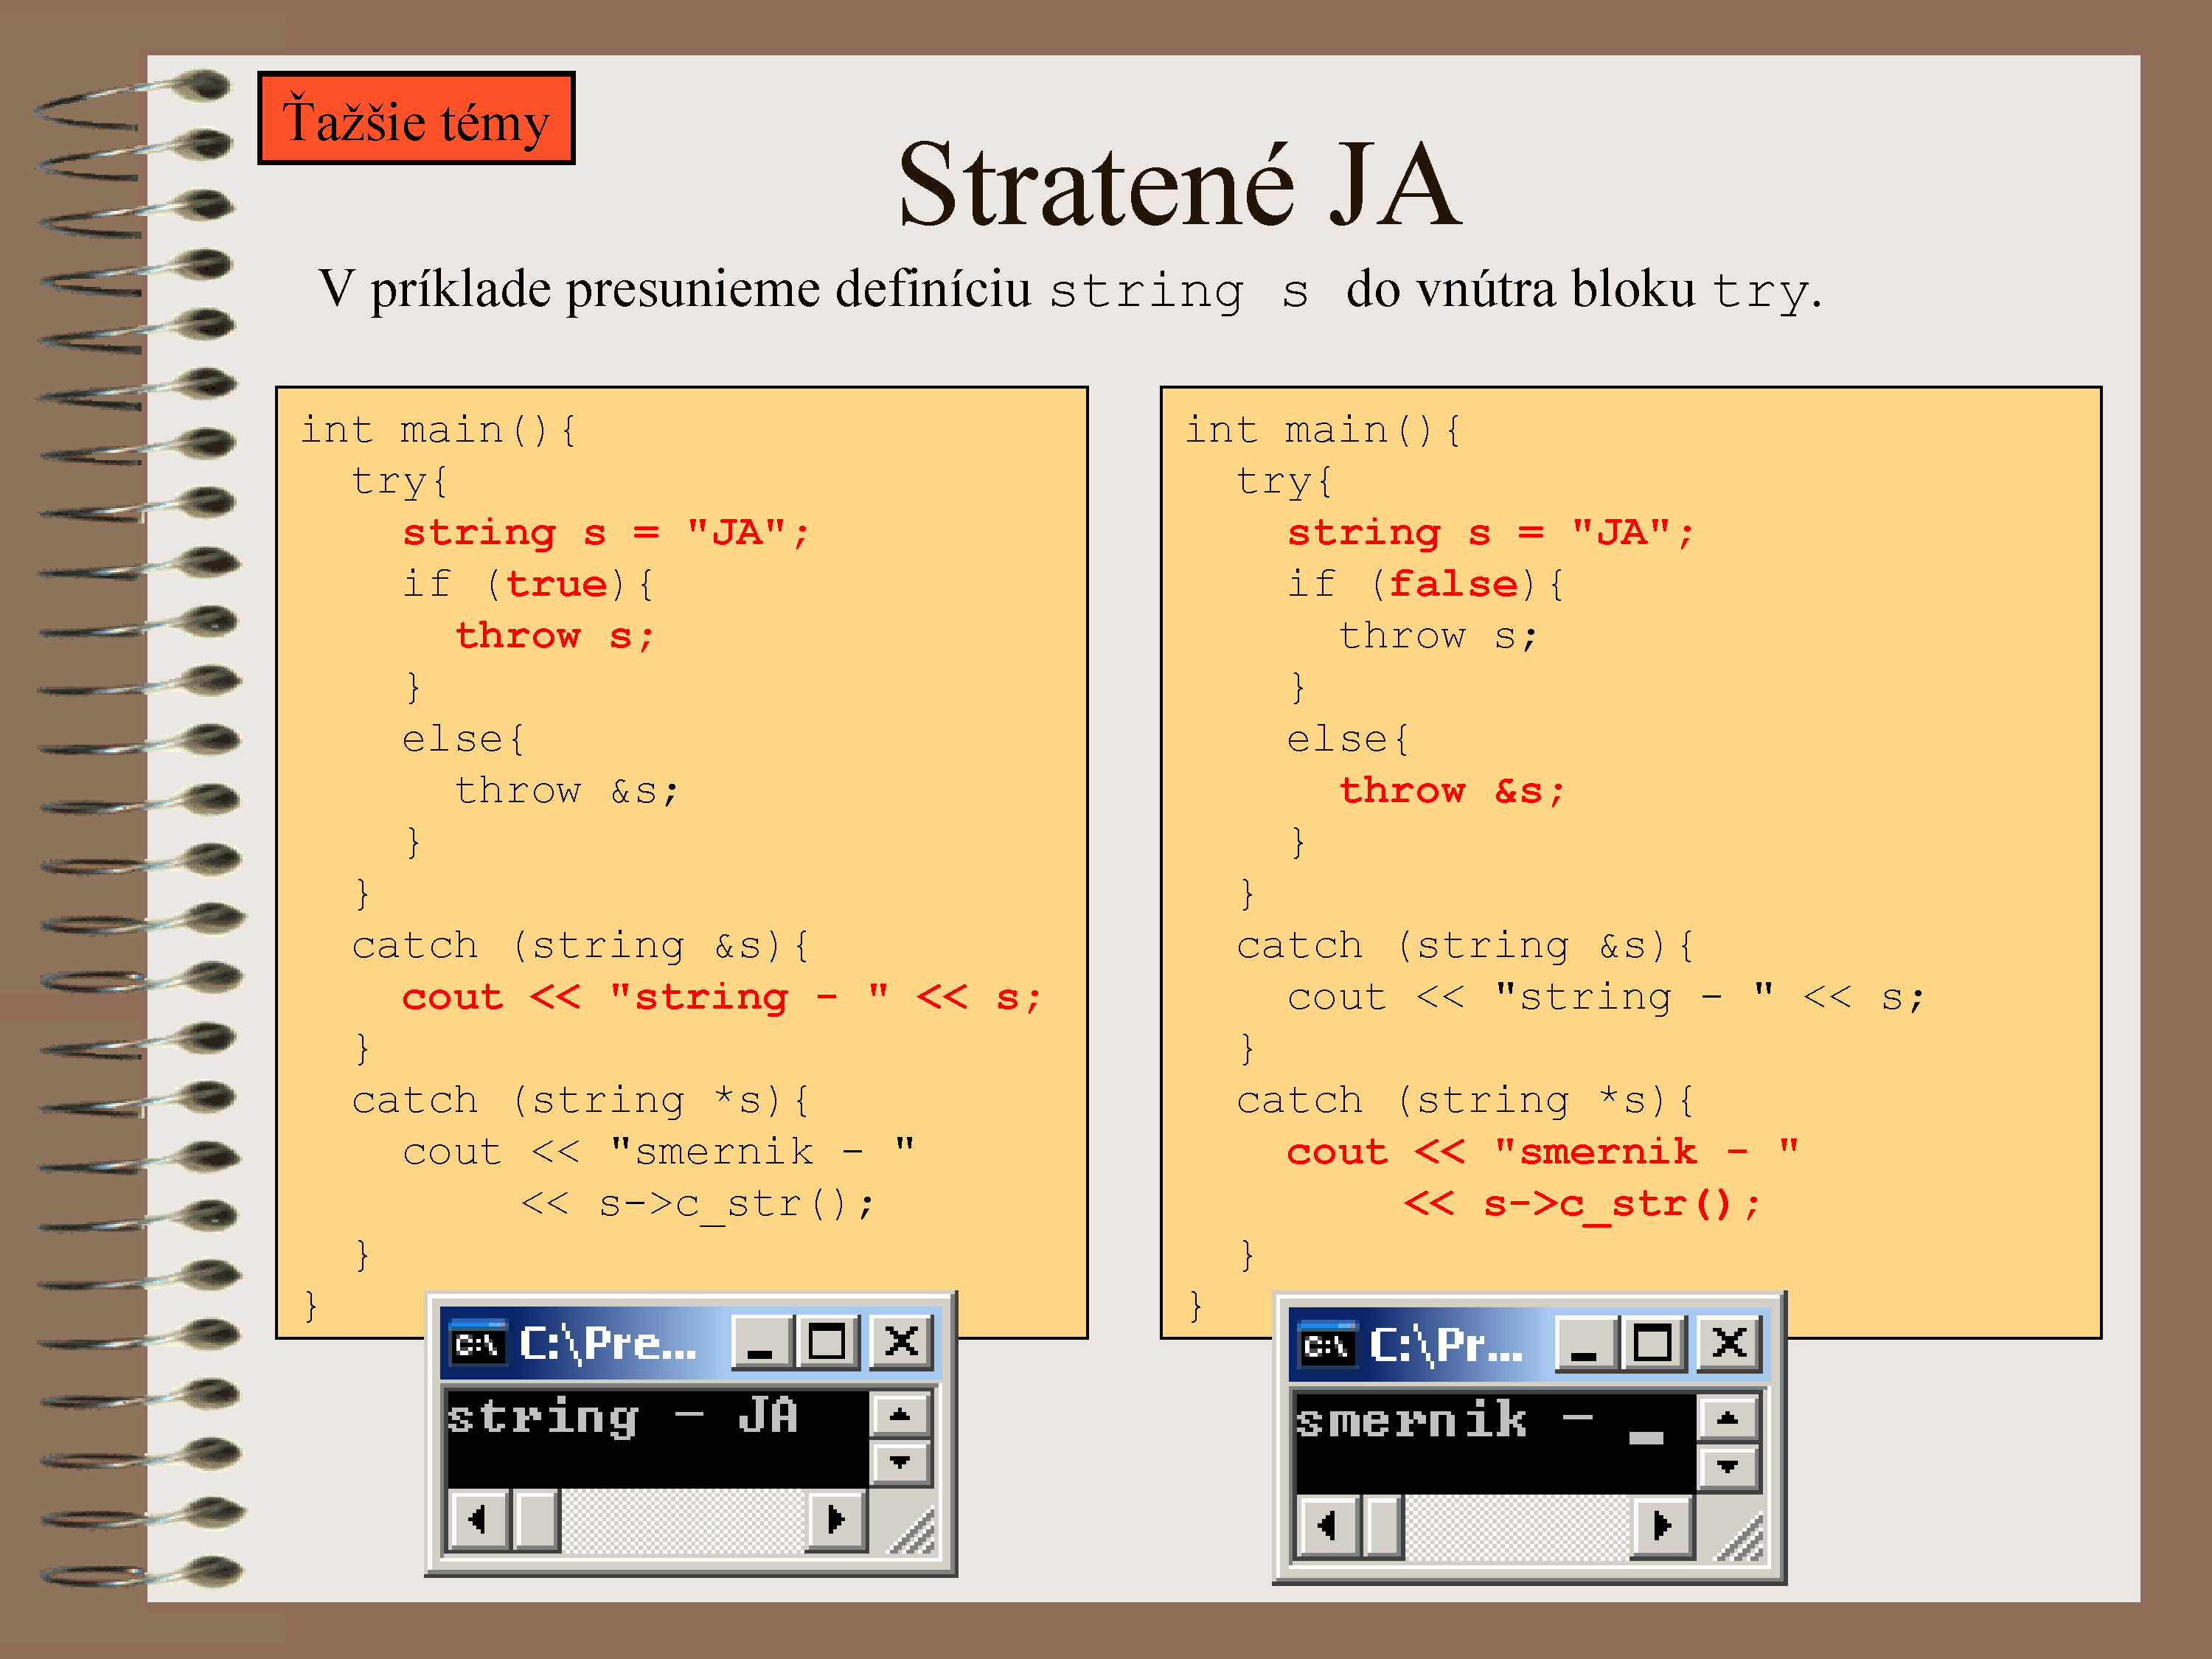 Ťažšie témy
Stratené JA
V príklade presunieme definíciu string s do vnútra bloku try.
int main(){
try{
string s = "JA";
if (true){
throw s;
}
else{
throw &s;
}
}
catch (string &s){
cout << "string - " << s;
}
catch (string *s){
cout << "smernik - "
<< s->c_str();
}
}
C:\Pre...
string - JA
int main(){
try{
string s = "JA";
if (false){
throw s;
}
else{
throw &s;
}
}
catch (string &s){
cout << "string - " << s;
}
catch (string *s){
cout << "smernik - "
<< s->c_str();
}
}
C:\Pr...
smernik - _